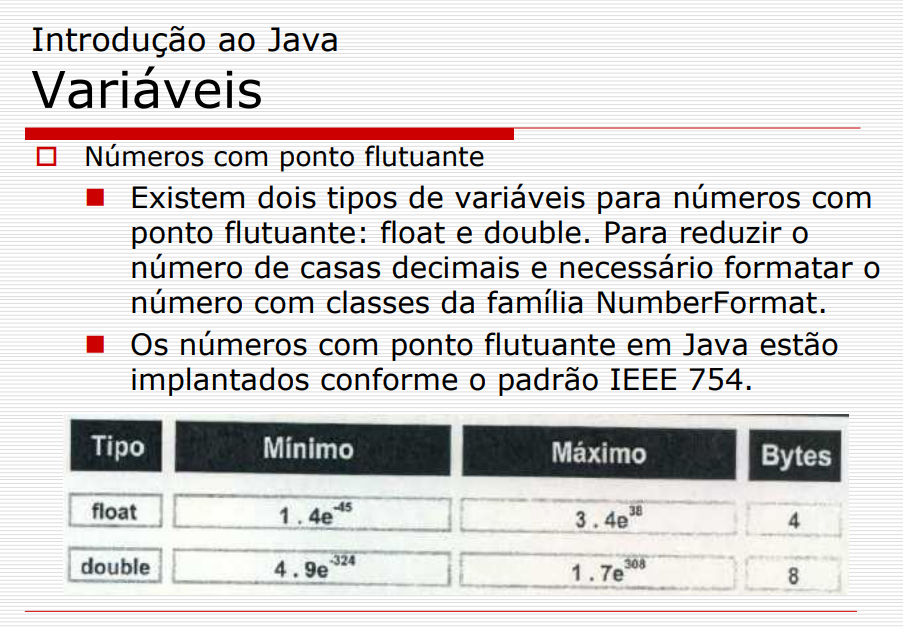 Introdução ao Java
Variáveis
Números com ponto flutuante
Existem dois tipos de variáveis para números com
ponto flutuante: float e double. Para reduzir o
número de casas decimais e necessário formatar o
número com classes da família NumberFormat.
Os números com ponto flutuante em Java estão
implantados conforme o padrão IEEE 754.
Tipo Mínimo Máximo Bytes
float 1 . 4e⁻⁴⁵ 3 . 4e³⁸ 4
double 4 . 9e⁻³²⁴ 1 . 7e³⁰⁸ 8